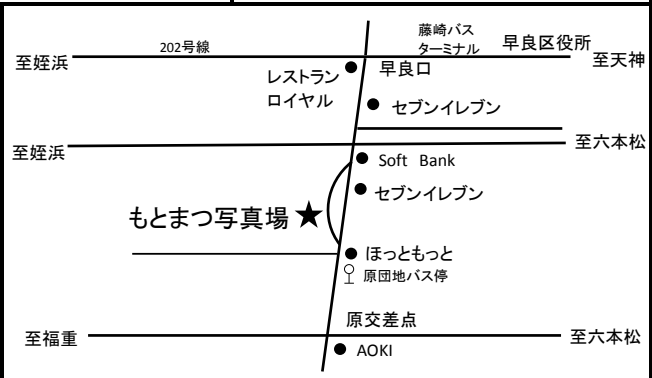 藤崎バス
ターミナル
早良区役所
202号線
至姪浜
至天神
早良口
レストラン
ロイヤル
セブンイレブン
至姪浜
至六本松
Soft Bank
セブンイレブン
もとまつ写真場 ★
ほっともっと
原団地バス停
原交差点
至福重
至六本松
AOKI